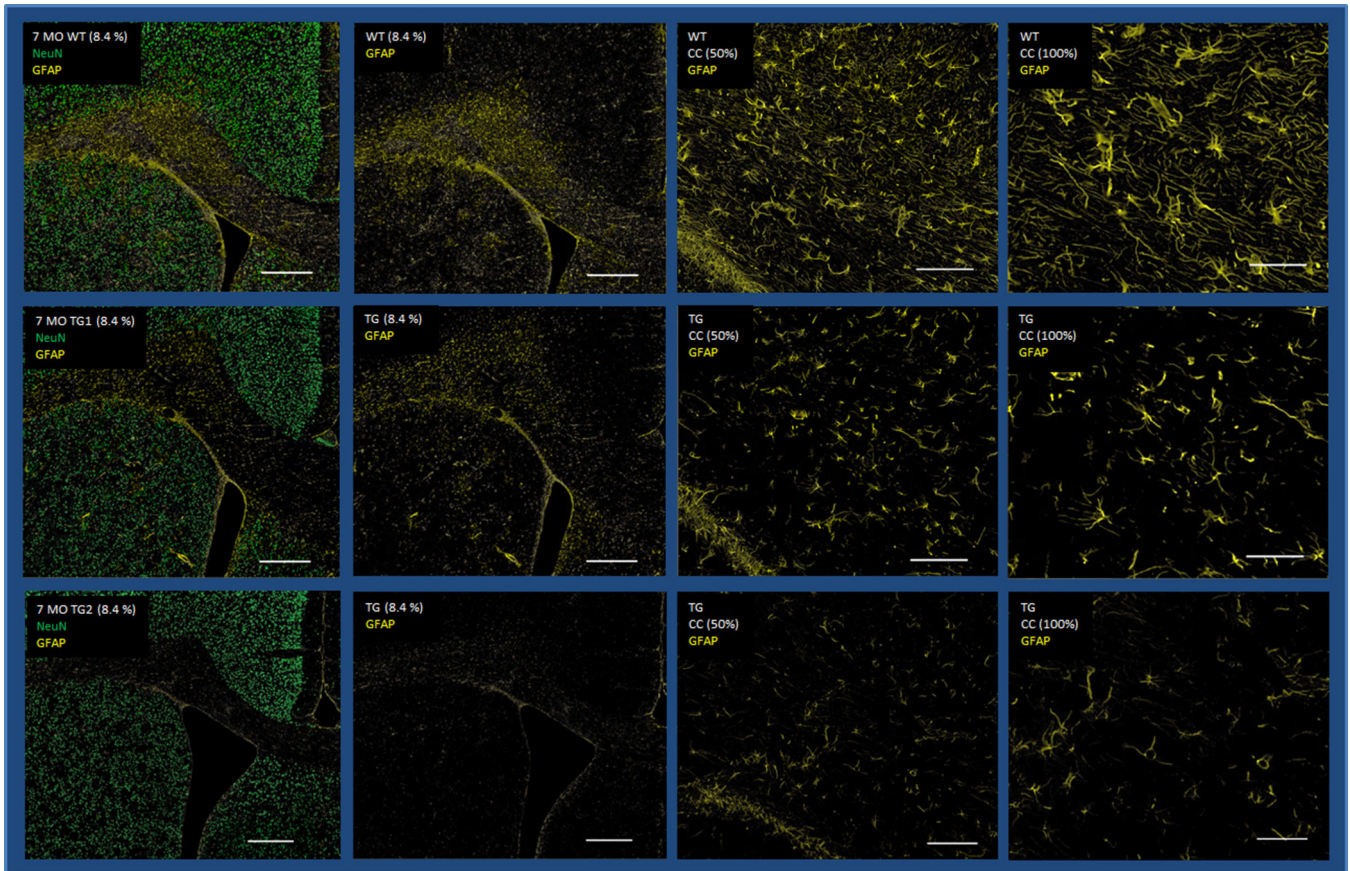 7 MO WT (8.4 %)
NeuN
GFAP
WT (8.4 %)
GFAP
WT
CC (50%)
GFAP
WT
CC (100%)
GFAP
7 MO TG1 (8.4 %)
NeuN
GFAP
TG (8.4 %)
GFAP
TG
CC (50%)
GFAP
TG
CC (100%)
GFAP
7 MO TG2 (8.4 %)
NeuN
GFAP
TG (8.4 %)
GFAP
TG
CC (50%)
GFAP
TG
CC (100%)
GFAP